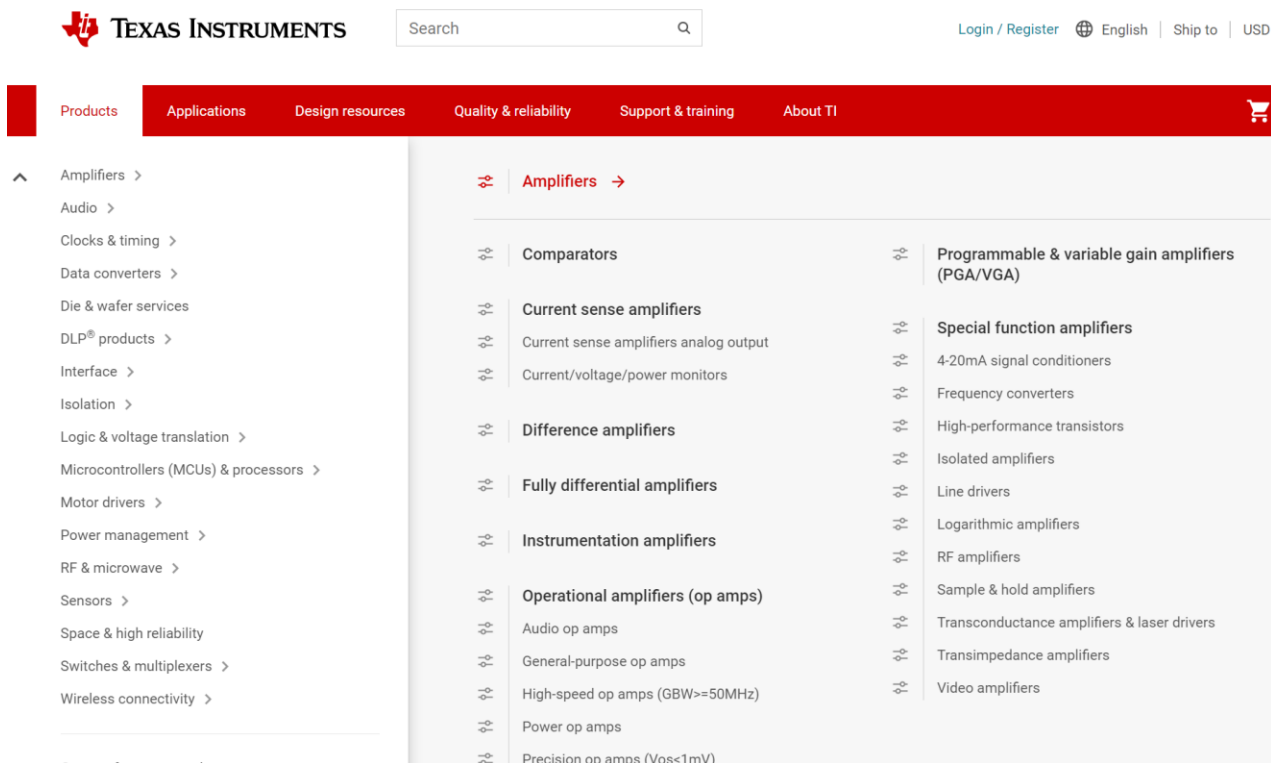 TEXAS INSTRUMENTS
Search
Login / Register
English
Ship to
USD
Products
Applications
Design resources
Quality & reliability
Support & training
About TI
Amplifiers
Audio
Clocks & timing
Data converters
Die & wafer services
DLP® products
Interface
Isolation
Logic & voltage translation
Microcontrollers (MCUs) & processors
Motor drivers
Power management
RF & microwave
Sensors
Space & high reliability
Switches & multiplexers
Wireless connectivity
Amplifiers
Comparators
Current sense amplifiers
Current sense amplifiers analog output
Current/voltage/power monitors
Difference amplifiers
Fully differential amplifiers
Instrumentation amplifiers
Operational amplifiers (op amps)
Audio op amps
General-purpose op amps
High-speed op amps (GBW>=50MHz)
Power op amps
Precision op amps (Vos<1mV)
Programmable & variable gain amplifiers
(PGA/VGA)
Special function amplifiers
4-20mA signal conditioners
Frequency converters
High-performance transistors
Isolated amplifiers
Line drivers
Logarithmic amplifiers
RF amplifiers
Sample & hold amplifiers
Transconductance amplifiers & laser drivers
Transimpedance amplifiers
Video amplifiers